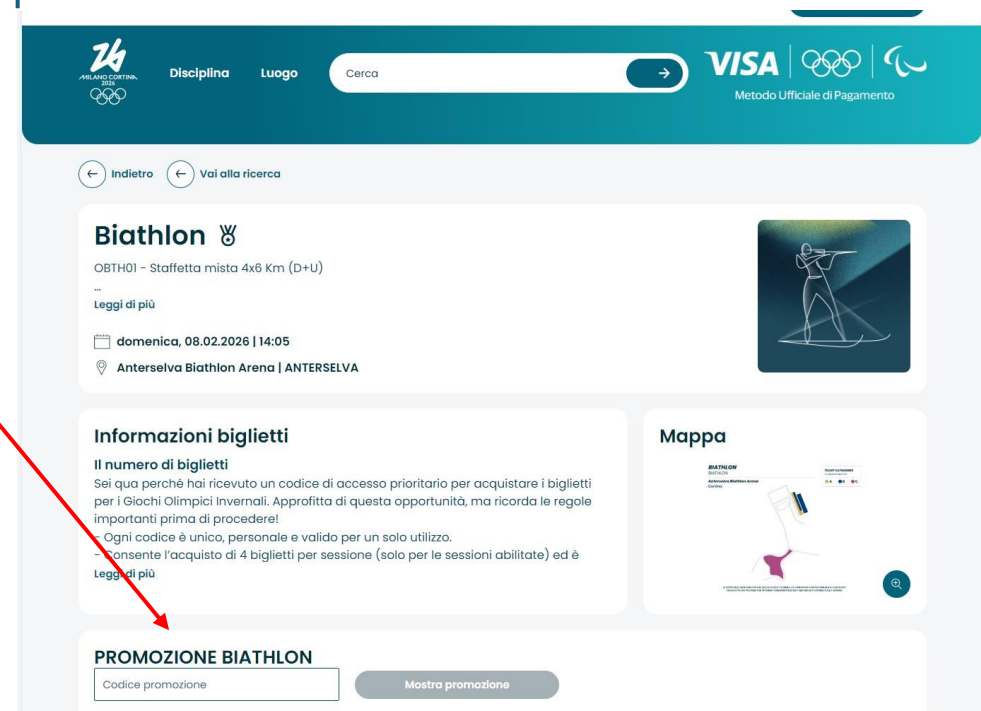 26
MILANO CORTINA
2026
Disciplina
Luogo
Cerca
VISA
Metodo Ufficiale di Pagamento
Indietro
Vai alla ricerca
Biathlon
OBTH01 - Staffetta mista 4x6 Km (D+U)
...
Leggi di più
domenica, 08.02.2026 | 14:05
Anterselva Biathlon Arena | ANTERSELVA
Informazioni biglietti
Il numero di biglietti
Sei qua perché hai ricevuto un codice di accesso prioritario per acquistare i biglietti
per i Giochi Olimpici Invernali. Approfitta di questa opportunità, ma ricorda le regole
importanti prima di procedere!
- Ogni codice è unico, personale e valido per un solo utilizzo.
- Consente l'acquisto di 4 biglietti per sessione (solo per le sessioni abilitate) ed è
Leggi di più
Mappa
BIATHLON
BIATHLON
Anterselva Biathlon Arena
Cortina
A B C
PROMOZIONE BIATHLON
Codice promozione
Mostra promozione